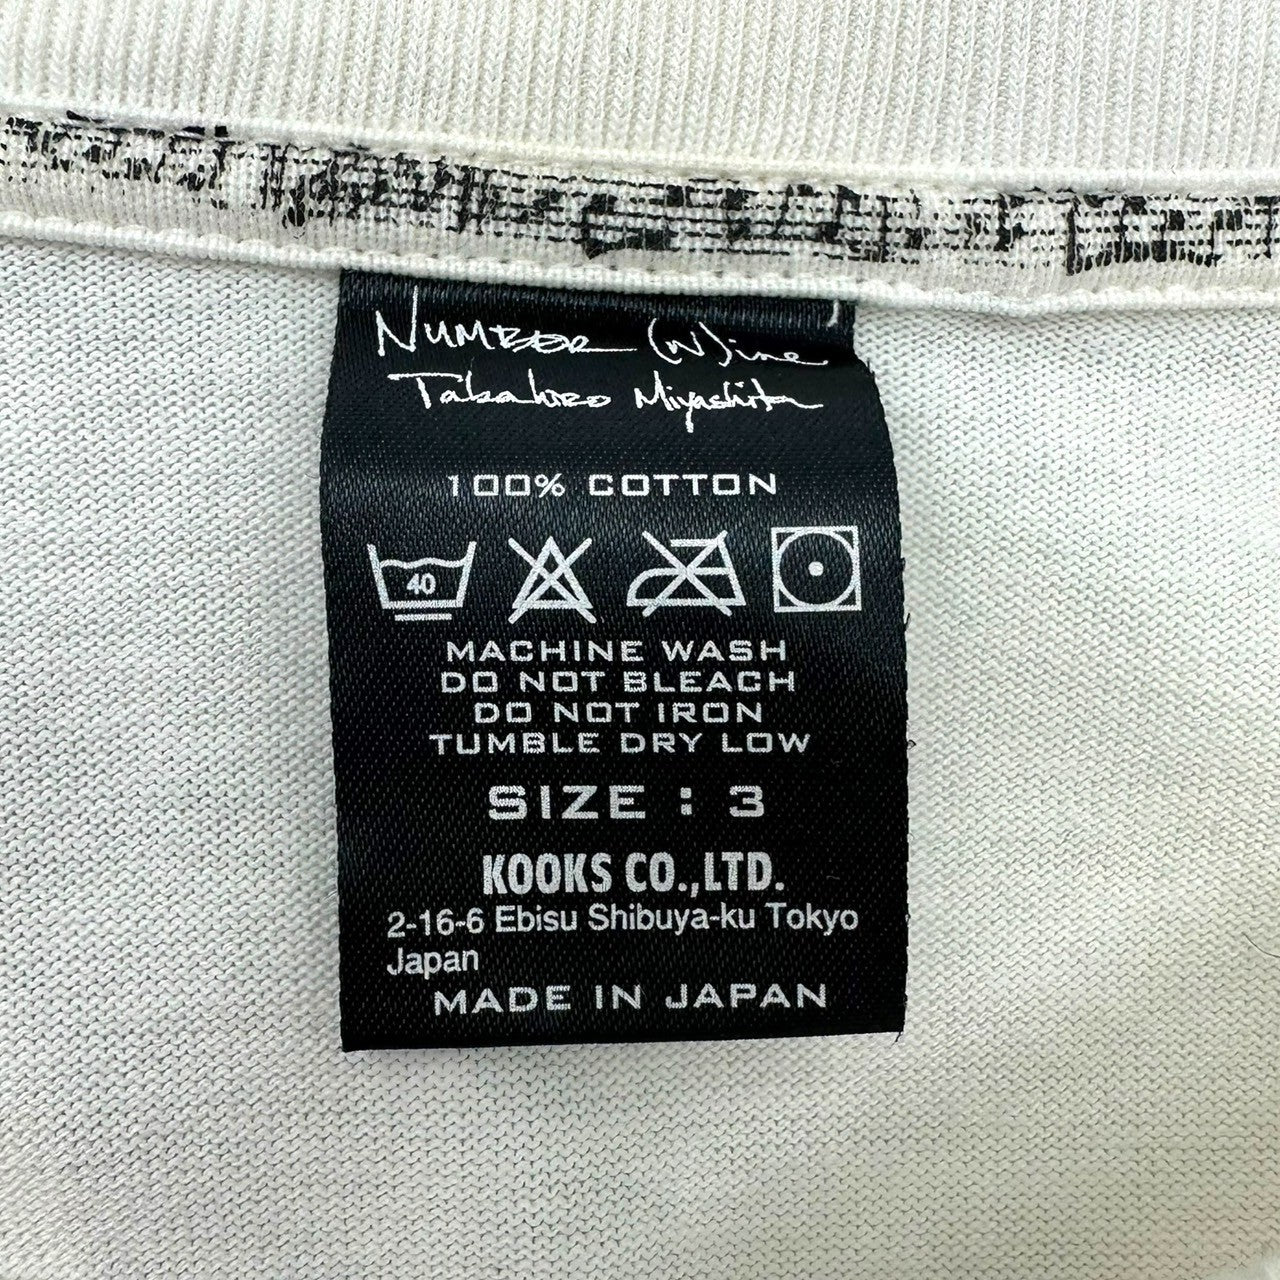 NUMBER (N)ine
Takahiro Miyashita
100% COTTON
40
MACHINE WASH
DO NOT BLEACH
DO NOT IRON
TUMBLE DRY LOW
SIZE : 3
KOOKS CO.,LTD.
2-16-6 Ebisu Shibuya-ku Tokyo
Japan
MADE IN JAPAN